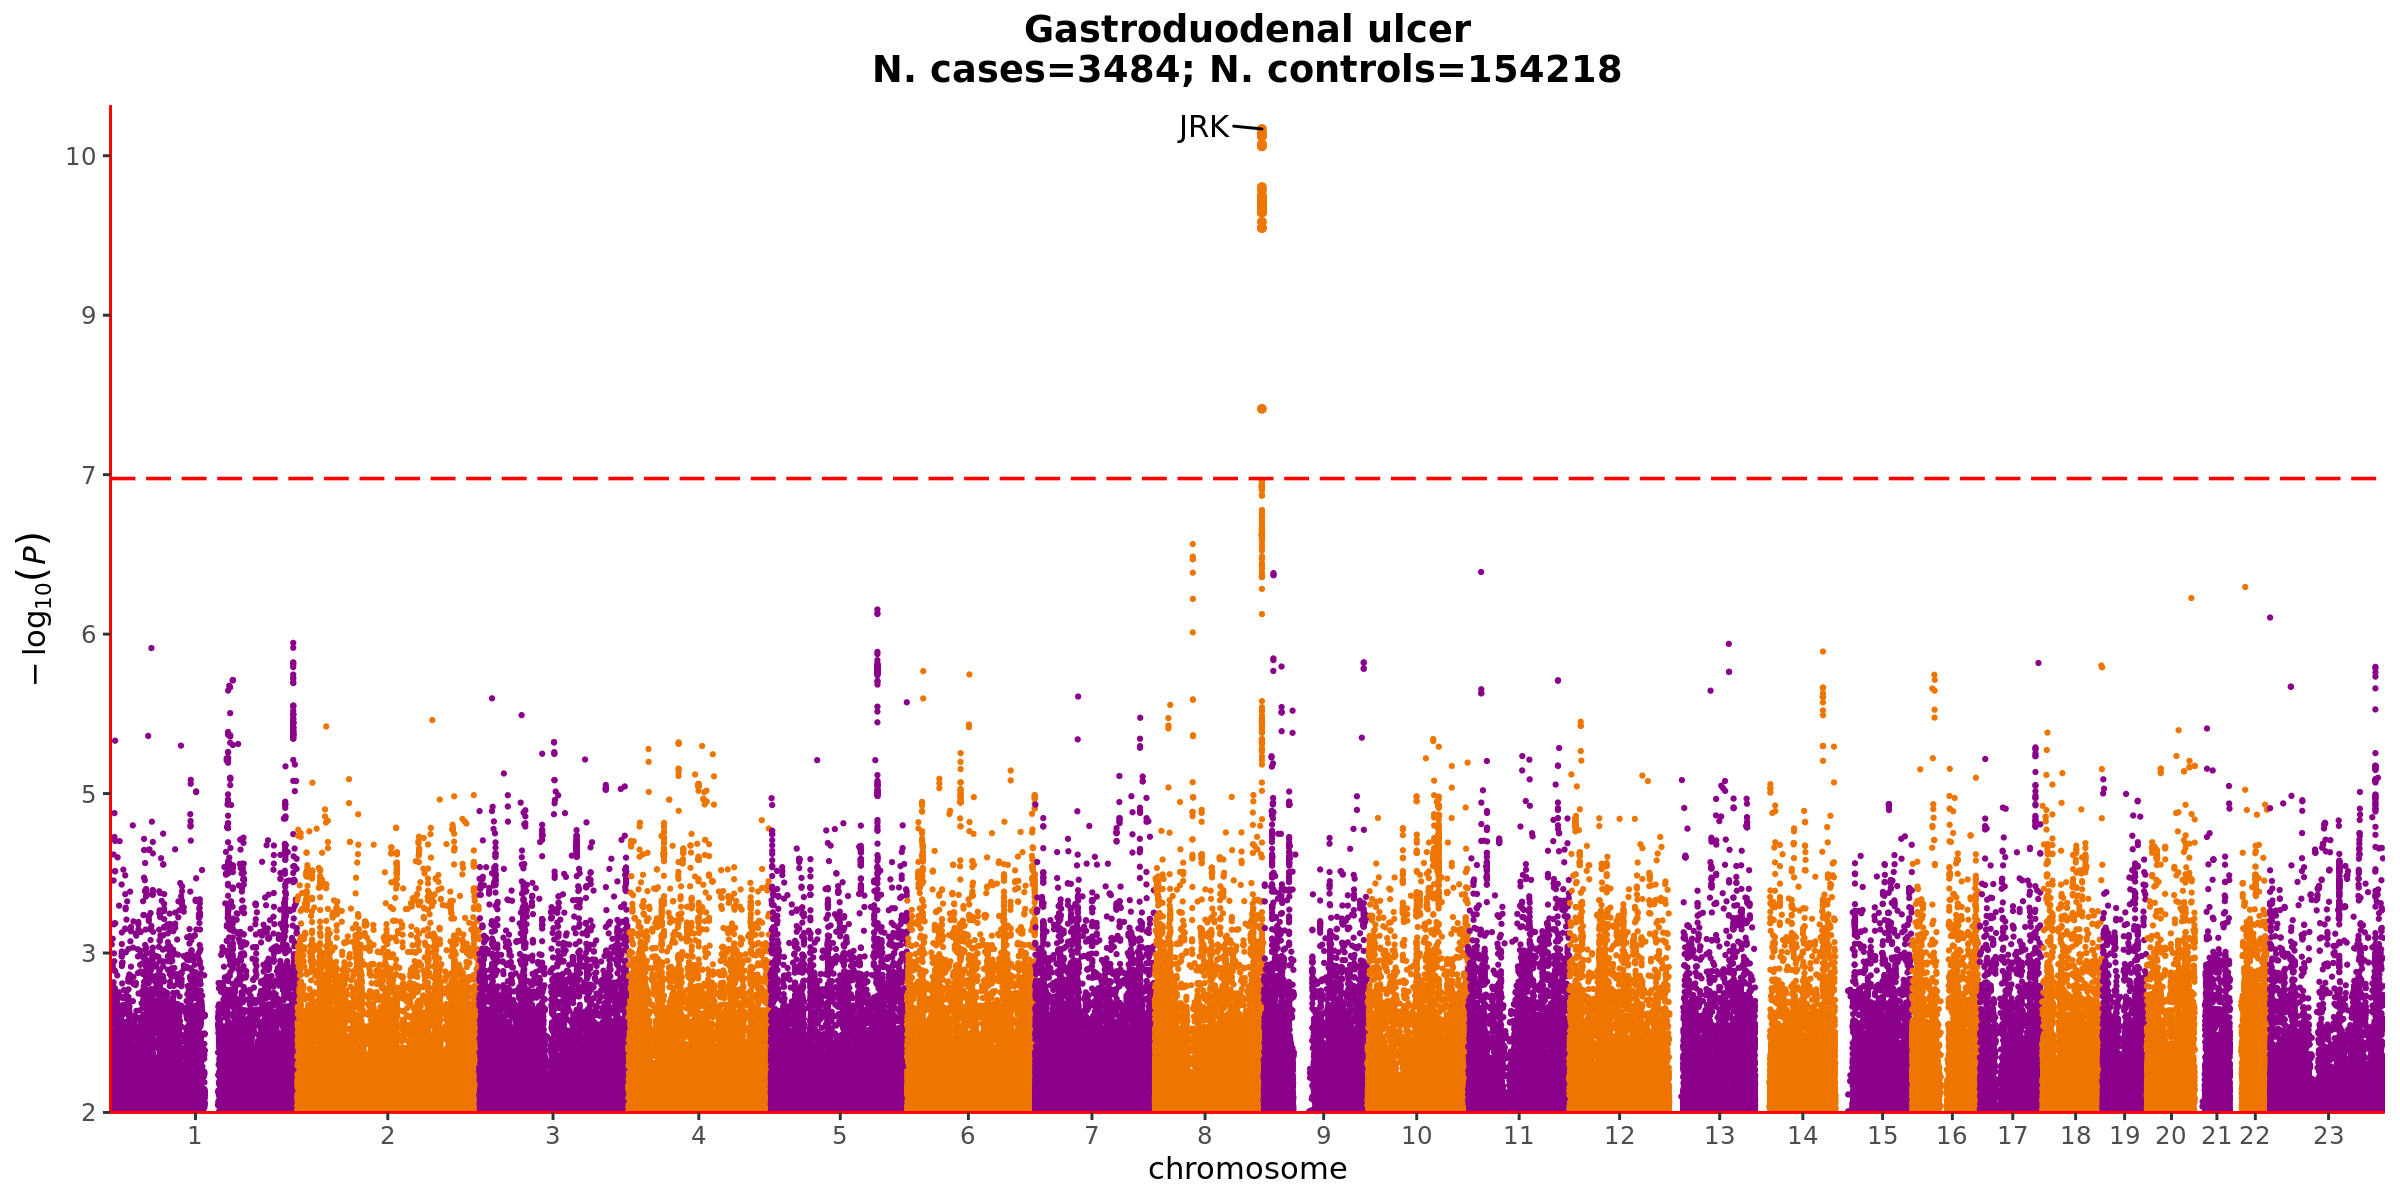 Gastroduodenal ulcer
N. cases=3484; N. controls=154218
JRK
10
9
7
6
5
3
2
− log₁₀(P)
1 2 3 4 5 6 7 8 9 10 11 12 13 14 15 16 17 18 19 20 21 22 23
chromosome